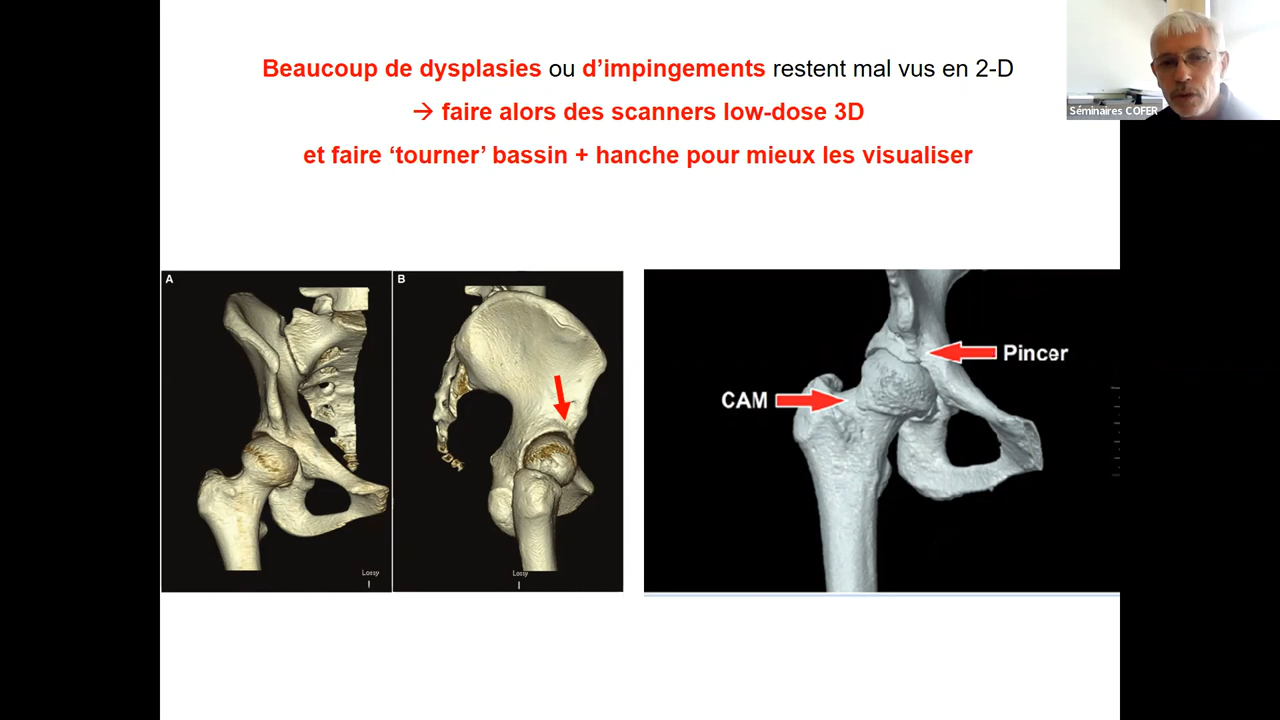 Beaucoup de dysplasies ou d’impingements restent mal vus en 2-D
→ faire alors des scanners low-dose 3D
et faire ‘tourner’ bassin + hanche pour mieux les visualiser
Séminaires COFER
A
B
Pincer
CAM
Lossy
Lossy